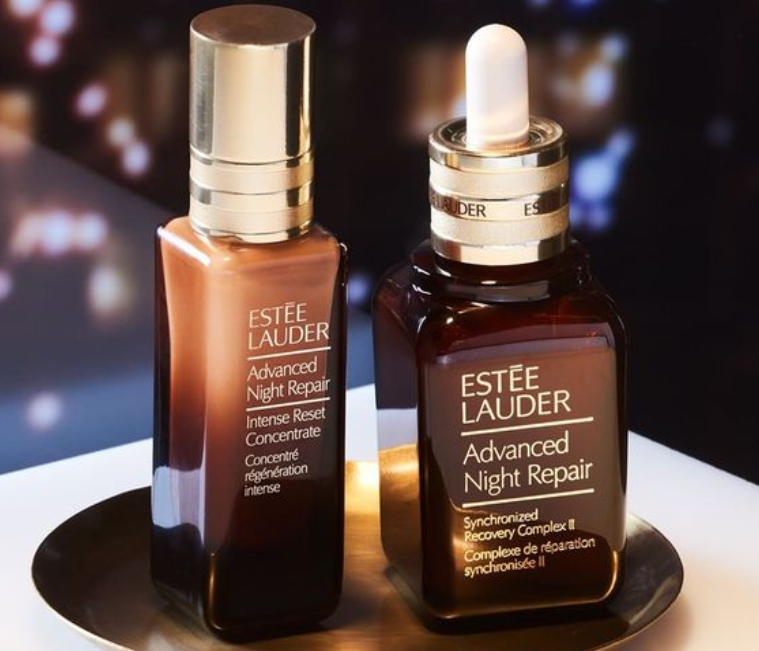 ESTĒE
LAUDER
Advanced
Night Repair
Intense Reset
Concentrate
Concentré
régénération
intense
LAUDER ES
ESTĒE
LAUDER
Advanced
Night Repair
Synchronized
Recovery Complex II
Complexe de réparation
synchronisée II